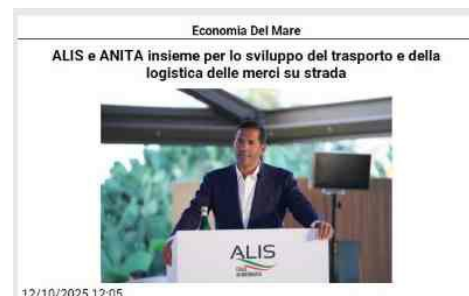 Economia Del Mare
ALIS e ANITA insieme per lo sviluppo del trasporto e della
logistica delle merci su strada
ALIS
12/10/2025 12:05